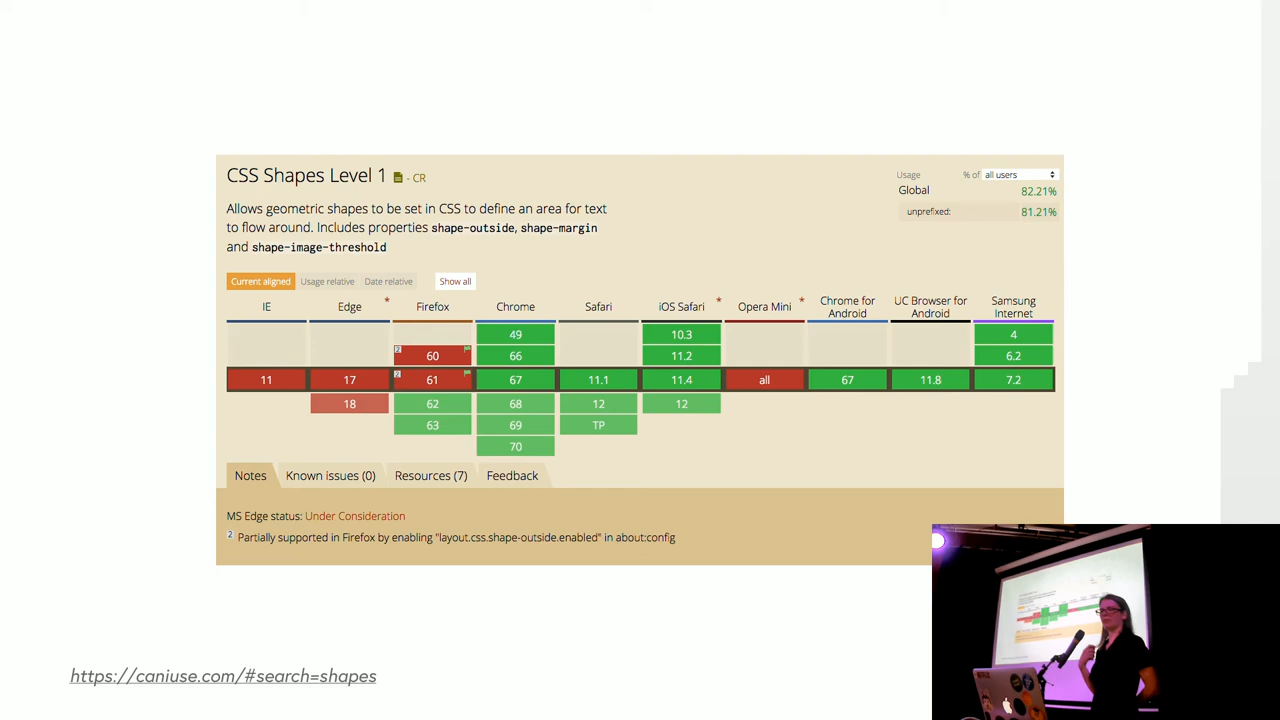 CSS Shapes Level 1 - CR
Usage % of all users
Global 82.21%
unprefixed: 81.21%
Allows geometric shapes to be set in CSS to define an area for text
to flow around. Includes properties shape-outside, shape-margin
and shape-image-threshold
Current aligned Usage relative Date relative Show all
IE Edge * Firefox Chrome Safari iOS Safari * Opera Mini * Chrome for Android UC Browser for Android Samsung Internet
49 10.3 4
2 60 66 11.2 6.2
11 17 2 61 67 11.1 11.4 all 67 11.8 7.2
18 62 68 12 12
63 69 TP
70
Notes Known issues (0) Resources (7) Feedback
MS Edge status: Under Consideration
2 Partially supported in Firefox by enabling "layout.css.shape-outside.enabled" in about:config
https://caniuse.com/#search=shapes